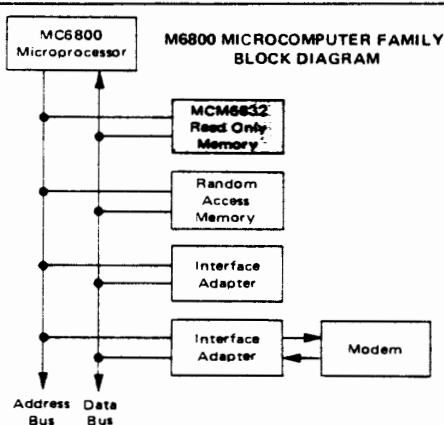 MC6800
Microprocessor
M6800 MICROCOMPUTER FAMILY
BLOCK DIAGRAM
MCM6832
Read Only
Memory
Random
Access
Memory
Interface
Adapter
Interface
Adapter
Modem
Address
Bus
Data
Bus